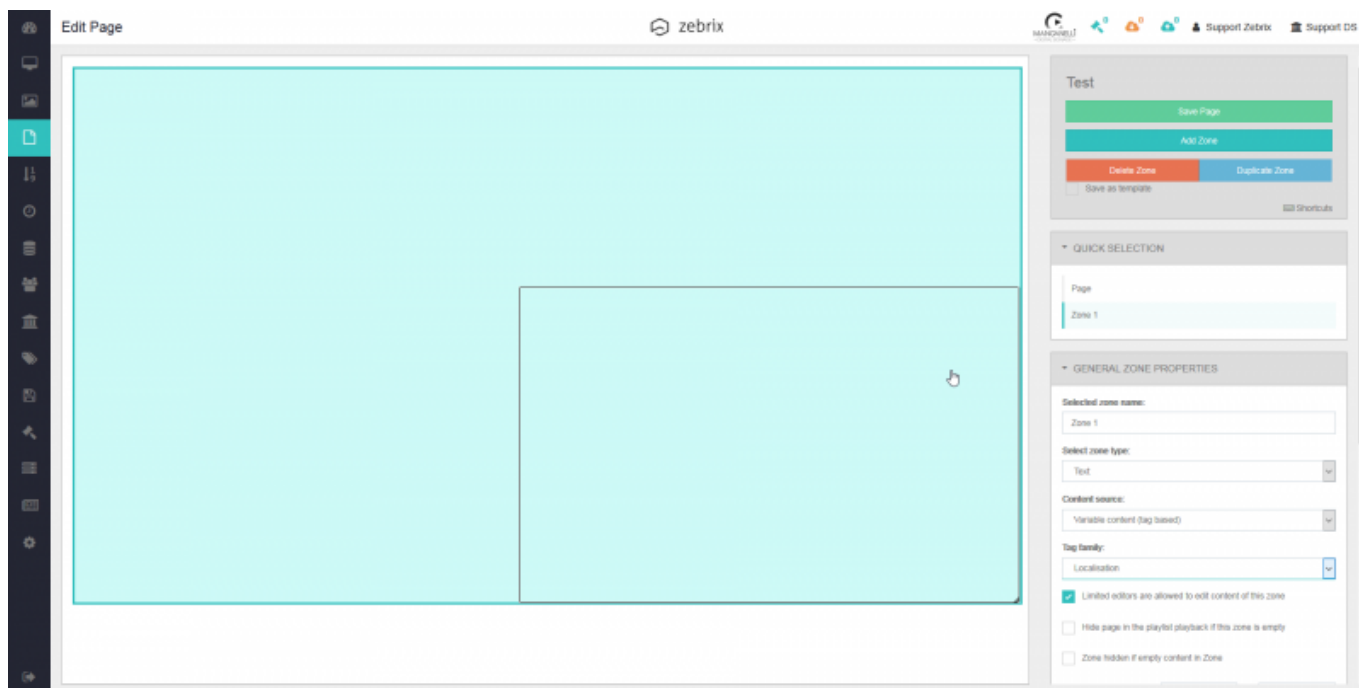 Edit Page
zebrix
0
0
0
Support Zebrix
Support DS
Test
Save Page
Add Zone
Delete Zone
Duplicate Zone
Save as template
Shortcuts
QUICK SELECTION
Page
Zone 1
GENERAL ZONE PROPERTIES
Selected zone name:
Zone 1
Select zone type:
Text
Content source:
Variable content (tag based)
Tag family:
Localisation
Limited editors are allowed to edit content of this zone
Hide page in the playlist playback if this zone is empty
Zone hidden if empty content in Zone